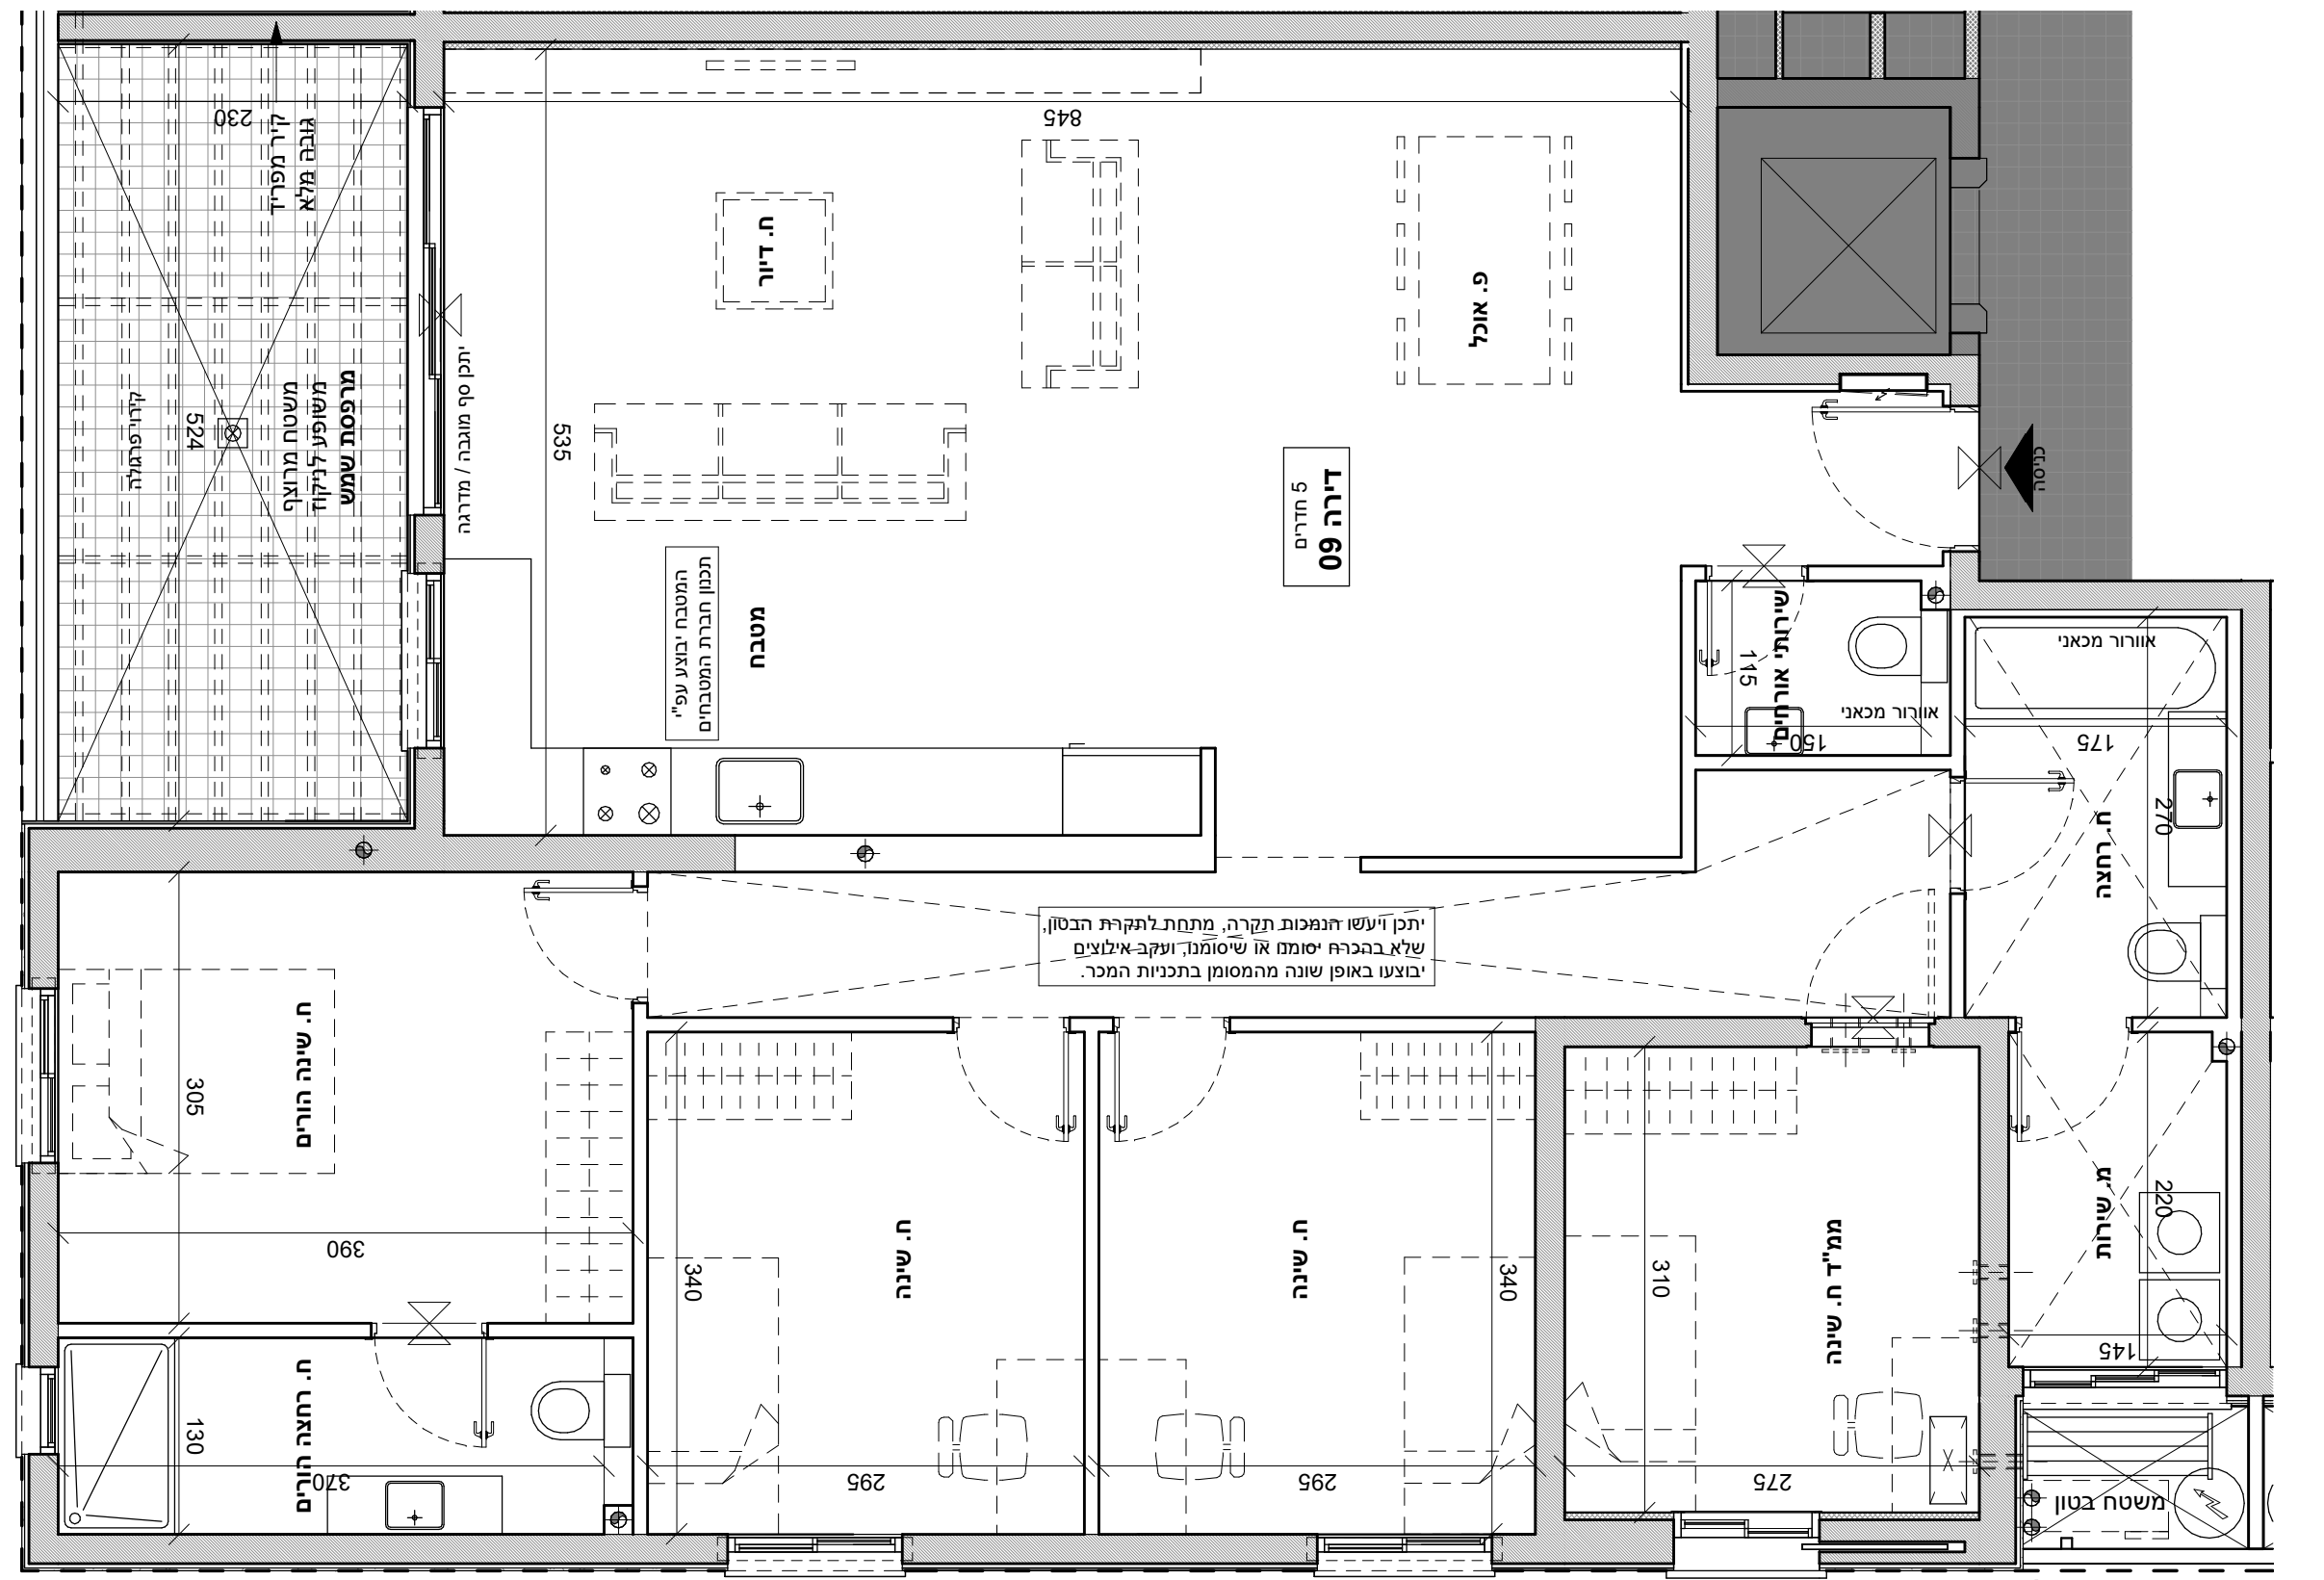 230
קיר מפריד
גובה מלא
845
ח. דיור
פ. אוכל
יתכן סף מוגבה / מדרגה
מרפסת שמש
משופע לניקוז
משטח מרוצף
524
קירוי פרגולה
535
דירה 09
5 חדרים
כניסה
המטבח יבוצע עפ"י
תכנון חברת המטבחים
מטבח
שירותי אורחים
115
150
אוורור מכאני
אוורור מכאני
175
270
ח. רחצה
יתכן ויעשו הנמכות תקרה, מתחת לתקרת הבטון,
שלא בהכרח יסומנו או שיסומנו, ועקב אילוצים
יבוצעו באופן שונה מהמסומן בתכניות המכר.
ח. שינה הורים
305
390
ח. שינה
340
295
ח. שינה
340
295
ממ"ד ח. שינה
310
275
מ. שירות
220
145
ח. רחצה הורים
130
370
משטח בטון